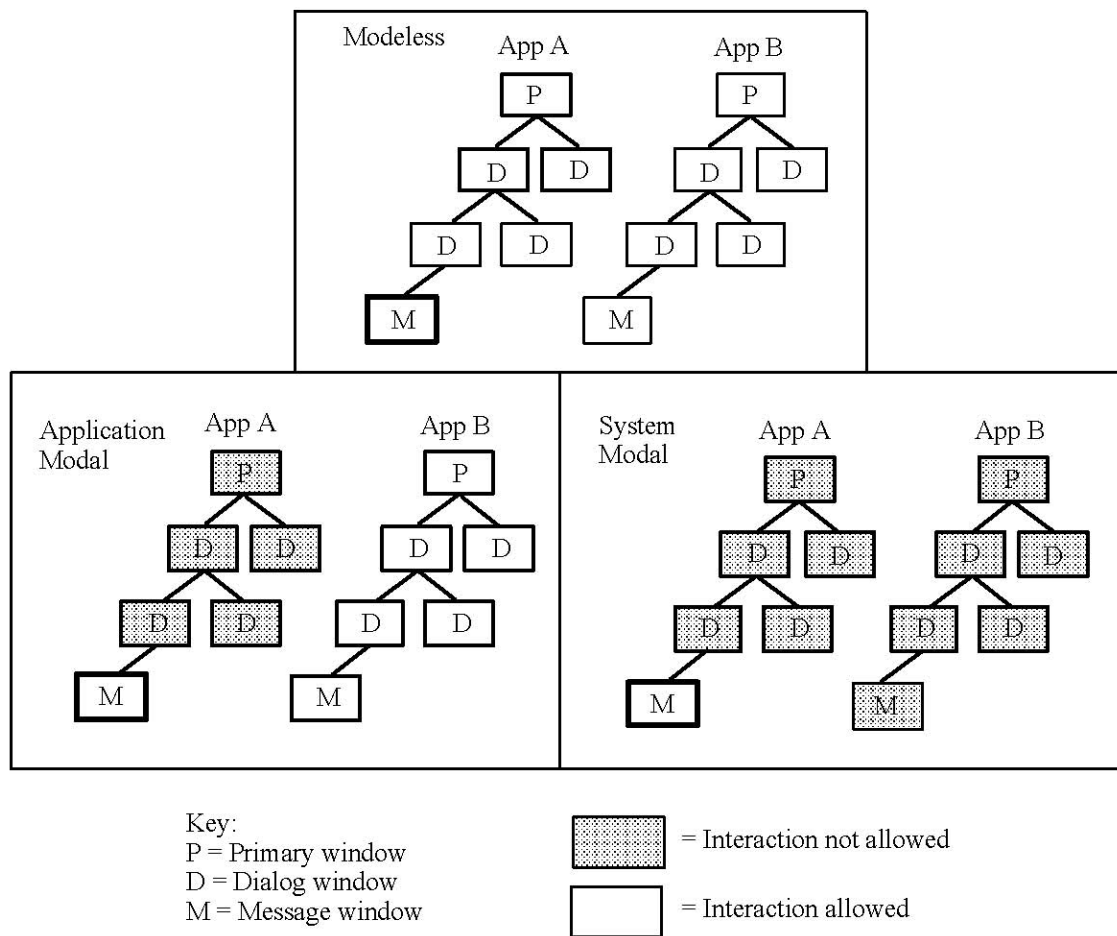 Modeless
App A App B
P P
D D D D
D D D D
M M
Application
Modal
App A App B
P P
D D D D
D D D D
M M
System
Modal
App A App B
P P
D D D D
D D D D
M M
Key:
P = Primary window
D = Dialog window
M = Message window
= Interaction not allowed
= Interaction allowed